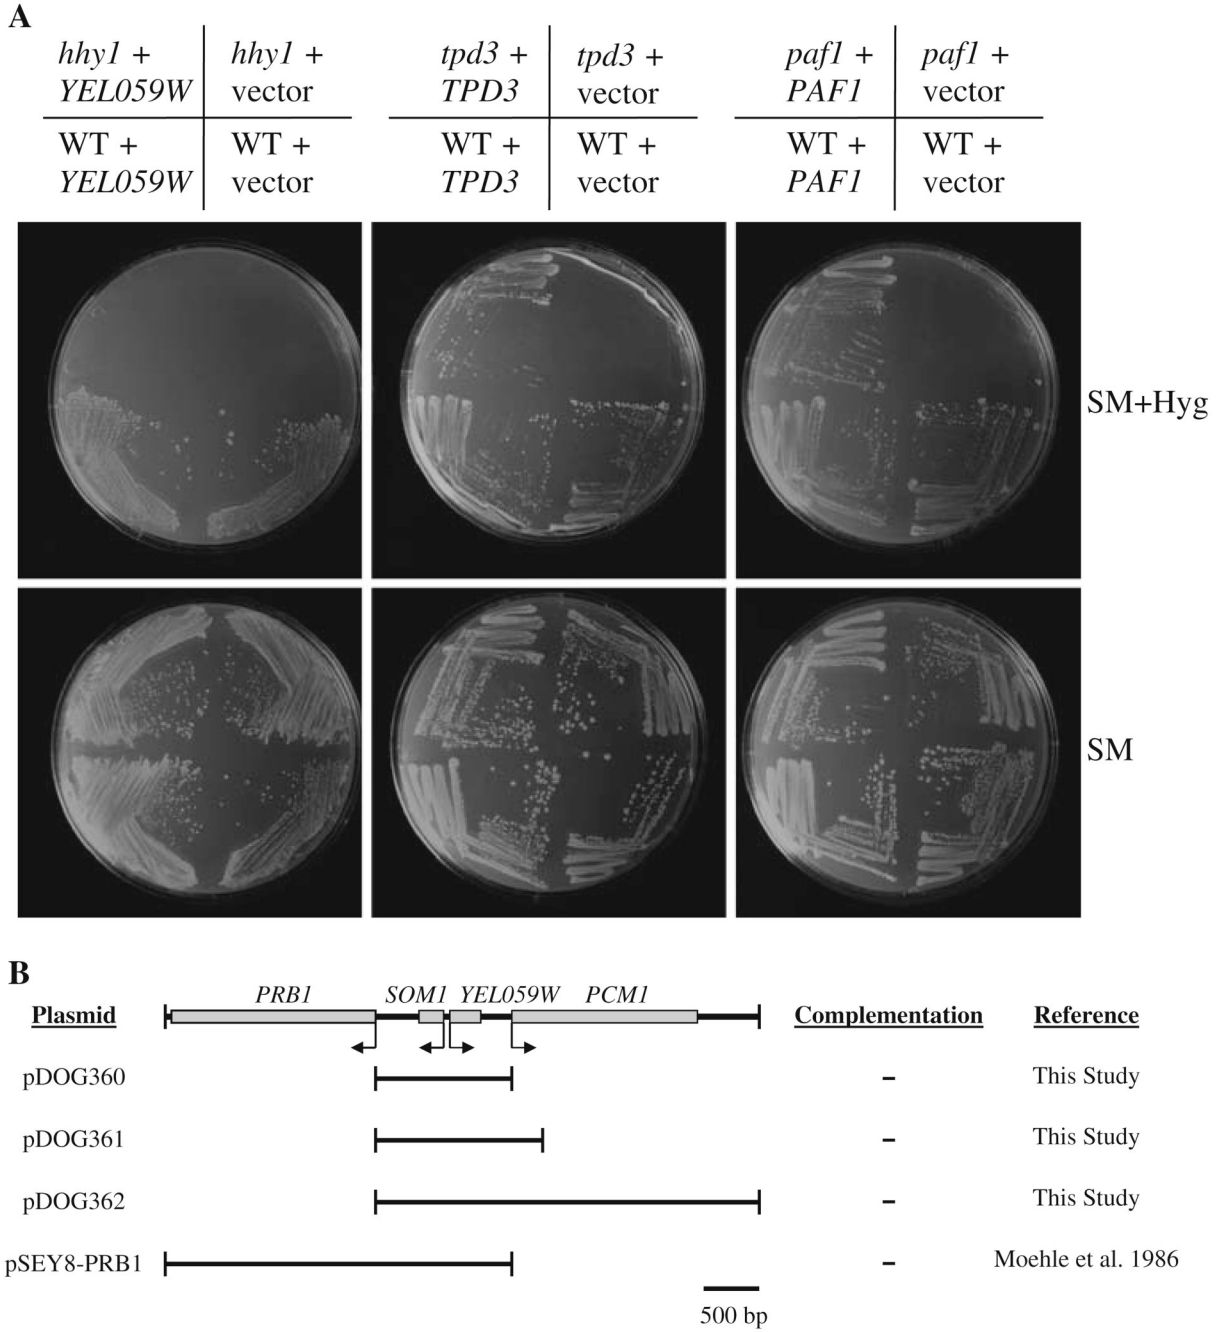 A
hhy1 + YEL059W hhy1 + vector
WT + YEL059W WT + vector
tpd3 + TPD3 tpd3 + vector
WT + TPD3 WT + vector
paf1 + PAF1 paf1 + vector
WT + PAF1 WT + vector
SM+Hyg
SM
B
PRB1 SOM1 YEL059W PCM1
Plasmid Complementation Reference
pDOG360 – This Study
pDOG361 – This Study
pDOG362 – This Study
pSEY8-PRB1 – Moehle et al. 1986
500 bp